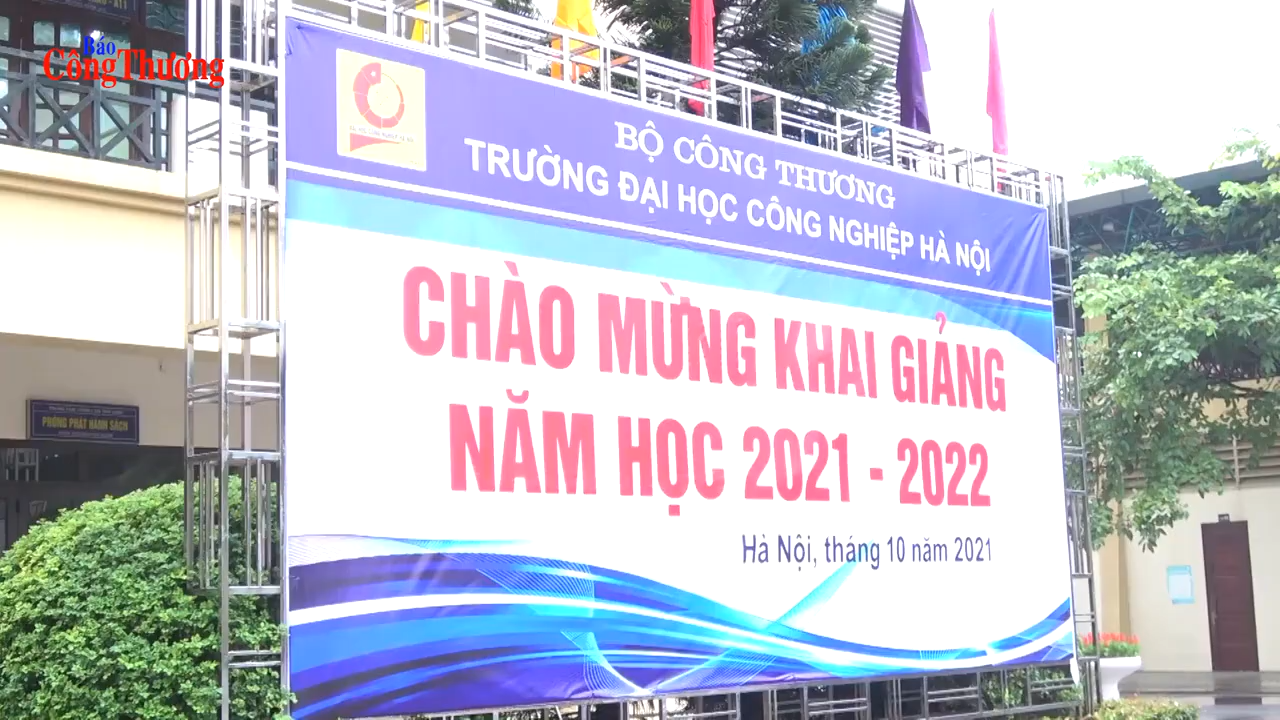 Báo
Công Thương
BỘ CÔNG THƯƠNG
TRƯỜNG ĐẠI HỌC CÔNG NGHIỆP HÀ NỘI
CHÀO MỪNG KHAI GIẢNG
NĂM HỌC 2021 - 2022
Hà Nội, tháng 10 năm 2021
PHÒNG PHÁT HÀNH SÁCH